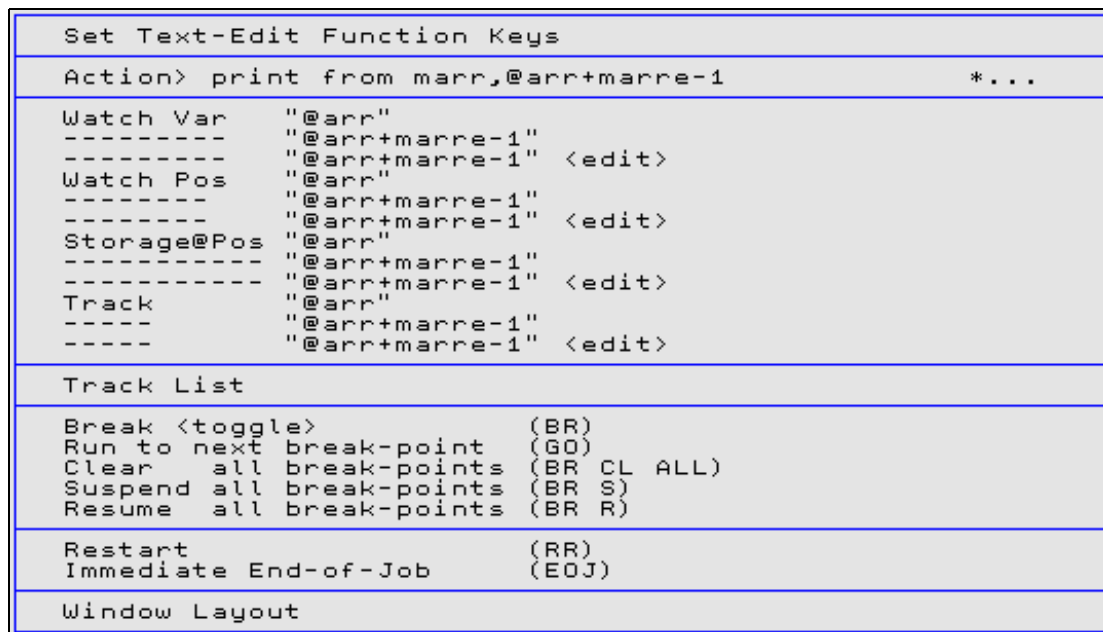 Set Text-Edit Function Keys
Action> print from marr,@arr+marre-1 *...
Watch Var "@arr"
--------- "@arr+marre-1"
--------- "@arr+marre-1" <edit>
Watch Pos "@arr"
-------- "@arr+marre-1"
-------- "@arr+marre-1" <edit>
Storage@Pos "@arr"
----------- "@arr+marre-1"
----------- "@arr+marre-1" <edit>
Track "@arr"
----- "@arr+marre-1"
----- "@arr+marre-1" <edit>
Track List
Break <toggle> (BR)
Run to next break-point (GO)
Clear all break-points (BR CL ALL)
Suspend all break-points (BR S)
Resume all break-points (BR R)
Restart (RR)
Immediate End-of-Job (EOJ)
Window Layout